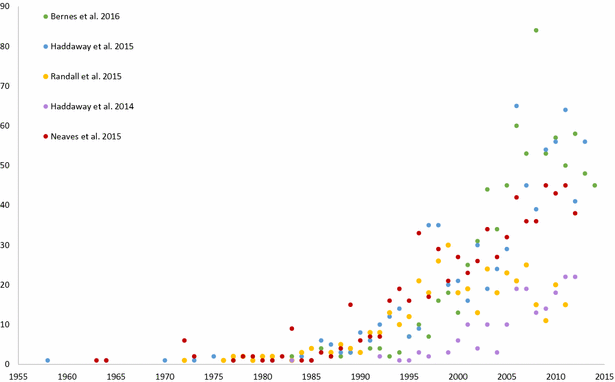 90
80
70
60
50
40
30
20
10
0
Bernes et al. 2016
Haddaway et al. 2015
Randall et al. 2015
Haddaway et al. 2014
Neaves et al. 2015
1955 1960 1965 1970 1975 1980 1985 1990 1995 2000 2005 2010 2015